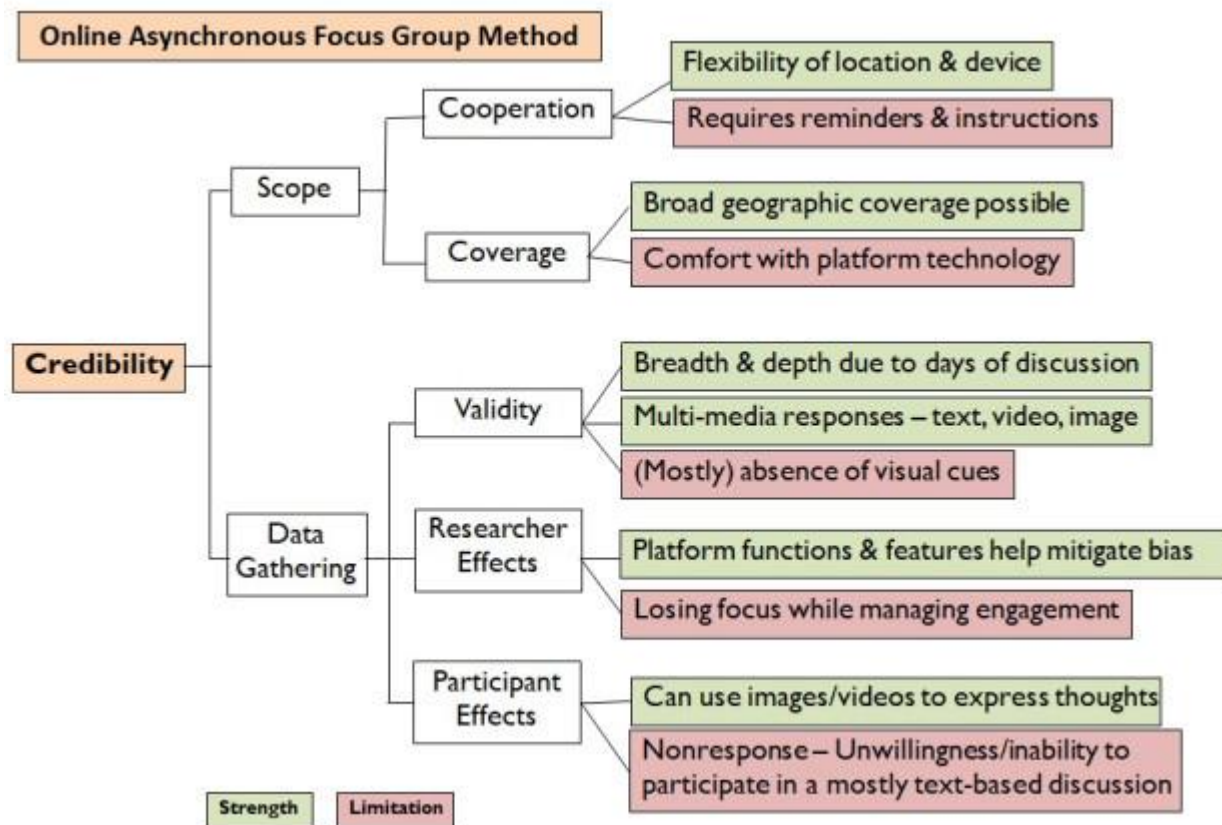 Online Asynchronous Focus Group Method
Flexibility of location & device
Cooperation
Requires reminders & instructions
Scope
Broad geographic coverage possible
Coverage
Comfort with platform technology
Credibility
Breadth & depth due to days of discussion
Validity
Multi-media responses – text, video, image
(Mostly) absence of visual cues
Data
Gathering
Researcher
Effects
Platform functions & features help mitigate bias
Losing focus while managing engagement
Participant
Effects
Can use images/videos to express thoughts
Nonresponse – Unwillingness/inability to
participate in a mostly text-based discussion
Strength
Limitation